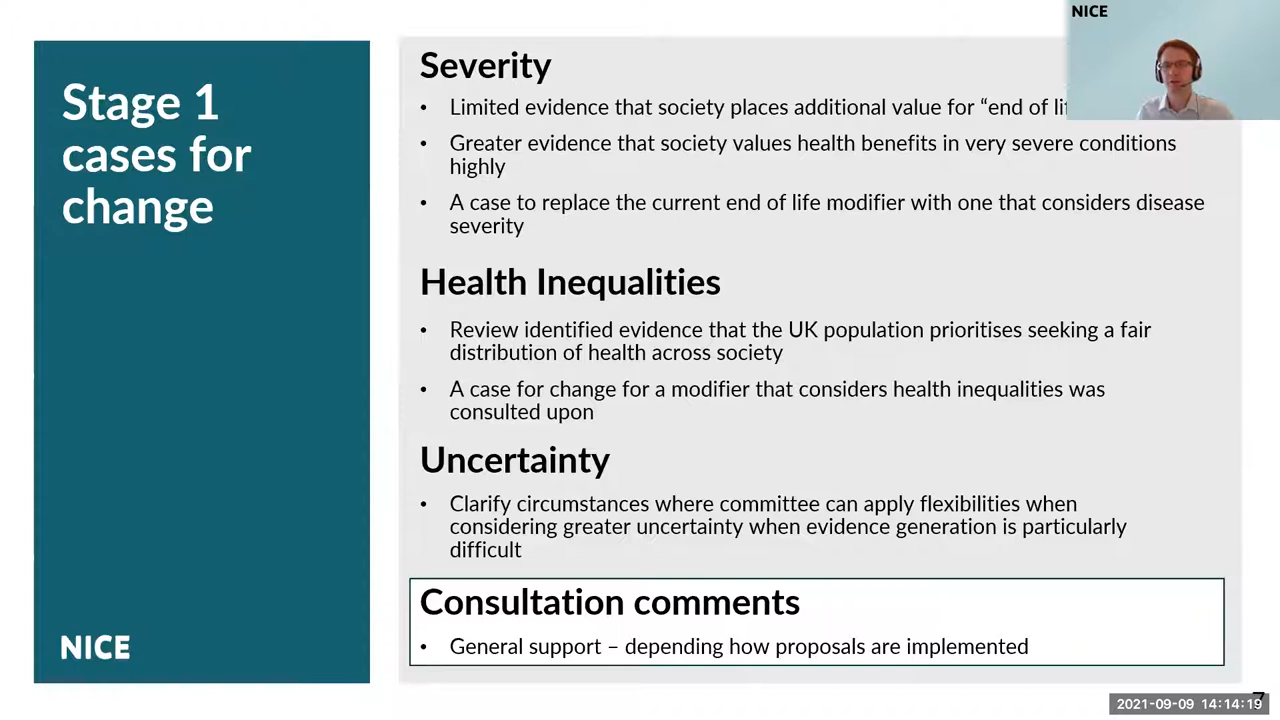 NICE
Stage 1
cases for
change
NICE
Severity
• Limited evidence that society places additional value for “end of
• Greater evidence that society values health benefits in very severe conditions
highly
• A case to replace the current end of life modifier with one that considers disease
severity
Health Inequalities
• Review identified evidence that the UK population prioritises seeking a fair
distribution of health across society
• A case for change for a modifier that considers health inequalities was
consulted upon
Uncertainty
• Clarify circumstances where committee can apply flexibilities when
considering greater uncertainty when evidence generation is particularly
difficult
Consultation comments
• General support – depending how proposals are implemented
7
2021-09-09 14:14:19